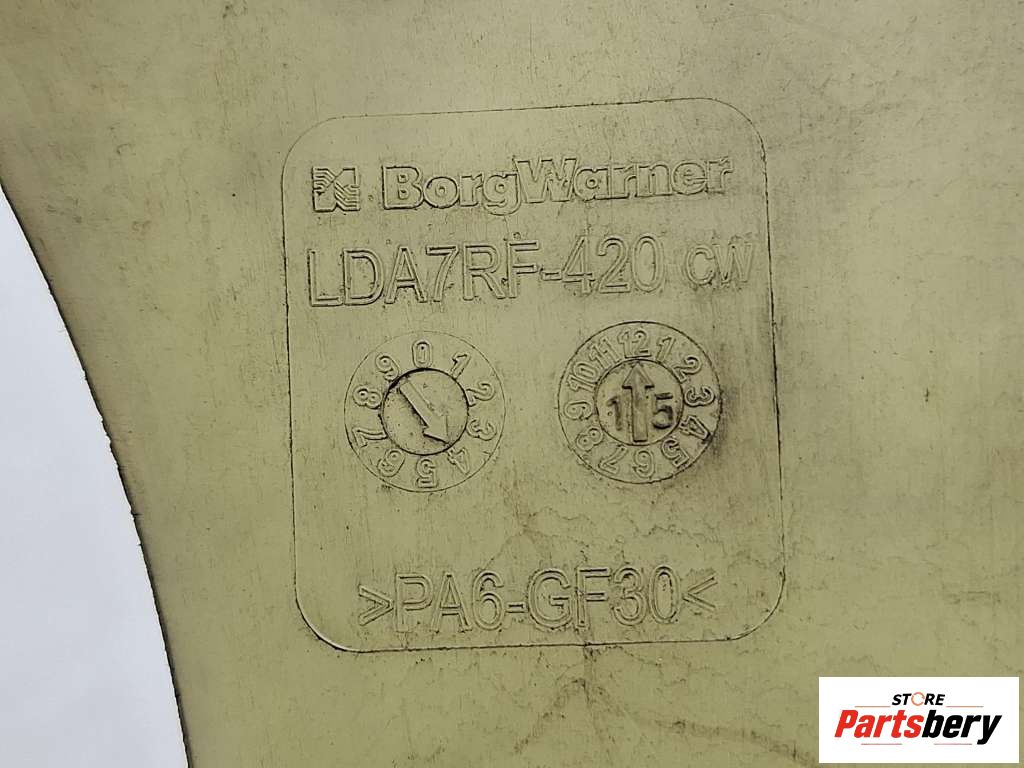 BorgWarner
LDA7RF-420 cw
0 1 2 3 4 5 6 7 8 9
12 1 2 3 4 5 6 7 8 9 10 11
1 5
>PA6-GF30<
STORE
Partsbery